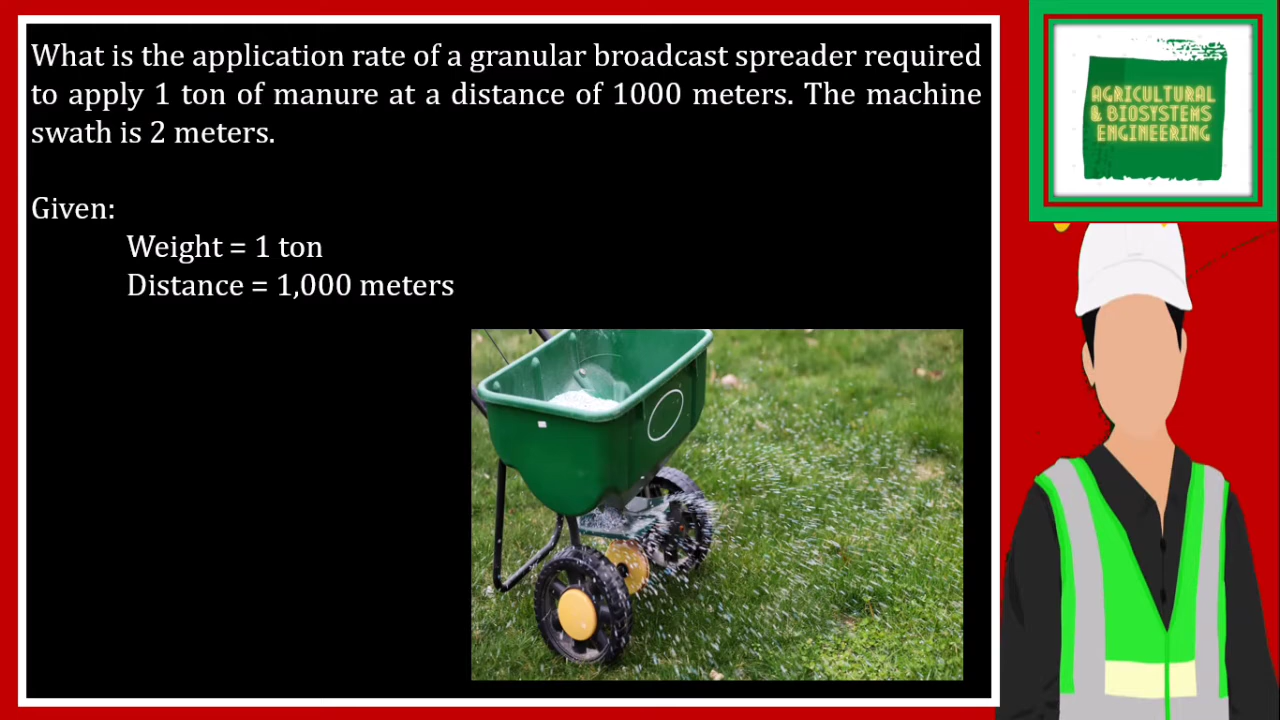 What is the application rate of a granular broadcast spreader required
to apply 1 ton of manure at a distance of 1000 meters. The machine
swath is 2 meters.
Given:
Weight = 1 ton
Distance = 1,000 meters
AGRICULTURAL
& BIOSYSTEMS
ENGINEERING